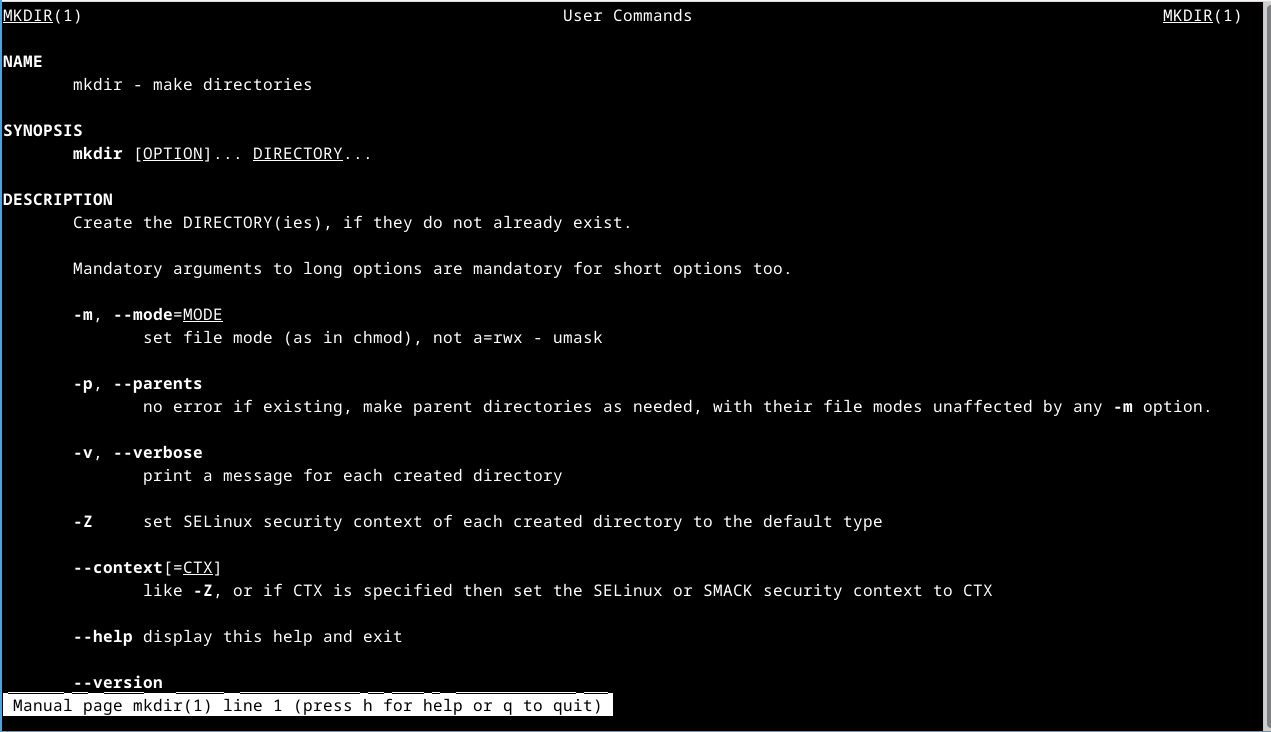 MKDIR(1) User Commands MKDIR(1)
NAME
mkdir - make directories
SYNOPSIS
mkdir [OPTION]... DIRECTORY...
DESCRIPTION
Create the DIRECTORY(ies), if they do not already exist.
Mandatory arguments to long options are mandatory for short options too.
-m, --mode=MODE
set file mode (as in chmod), not a=rwx - umask
-p, --parents
no error if existing, make parent directories as needed, with their file modes unaffected by any -m option.
-v, --verbose
print a message for each created directory
-Z set SELinux security context of each created directory to the default type
--context[=CTX]
like -Z, or if CTX is specified then set the SELinux or SMACK security context to CTX
--help display this help and exit
--version
Manual page mkdir(1) line 1 (press h for help or q to quit)